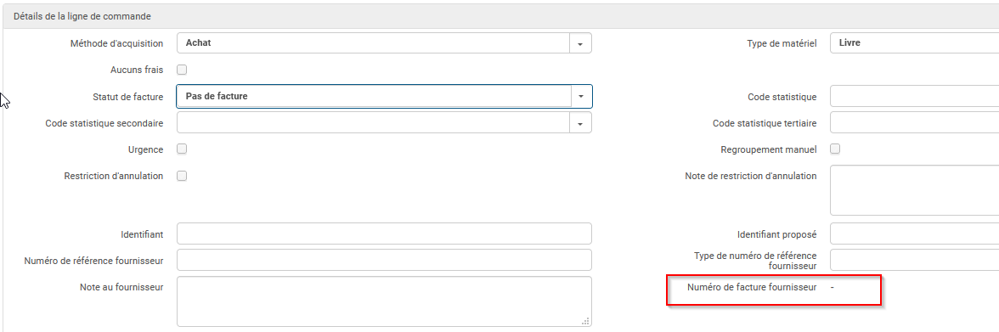 Détails de la ligne de commande
Méthode d'acquisition Achat Type de matériel Livre
Aucuns frais
Statut de facture Pas de facture Code statistique
Code statistique secondaire Code statistique tertiaire
Urgence Regroupement manuel
Restriction d'annulation Note de restriction d'annulation
Identifiant Identifiant proposé
Numéro de référence fournisseur Type de numéro de référence
fournisseur
Note au fournisseur Numéro de facture fournisseur -